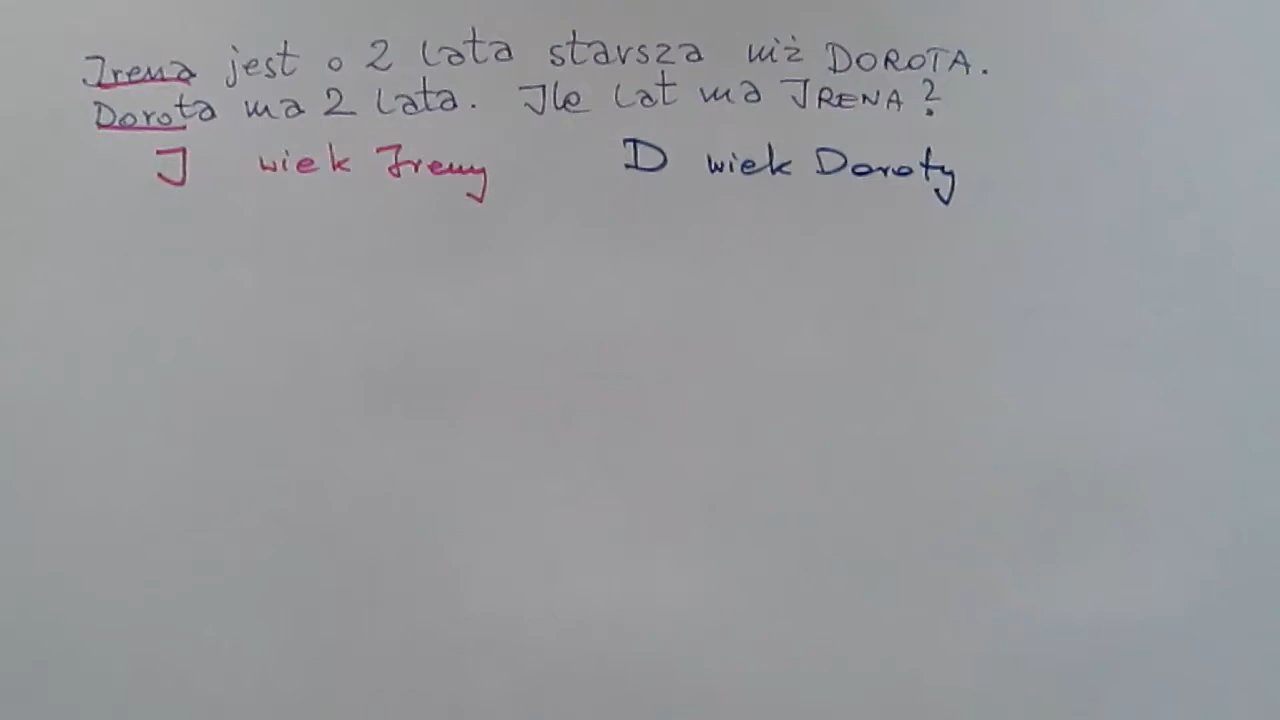 Irena jest o 2 lata starsza niż DOROTA.
Dorota ma 2 lata. Ile lat ma IRENA?
I wiek Ireny D wiek Doroty